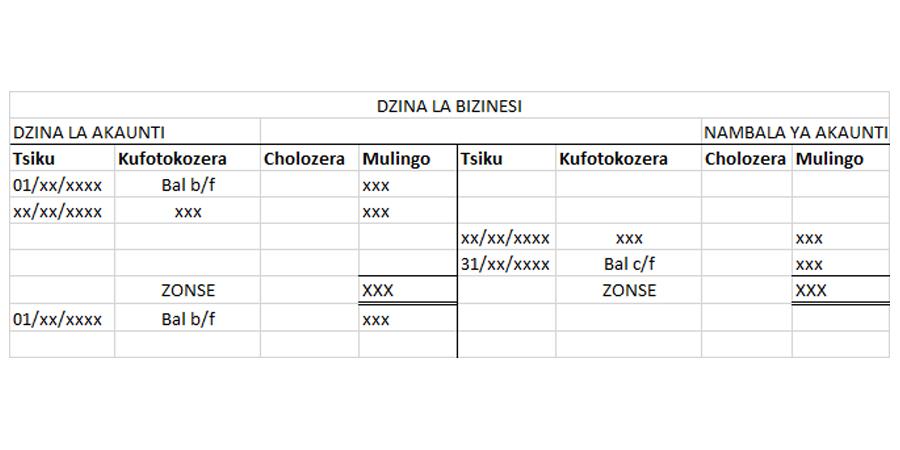 DZINA LA BIZINESI
DZINA LA AKAUNTI NAMBALA YA AKAUNTI
Tsiku Kufotokozera Cholozera Mulingo Tsiku Kufotokozera Cholozera Mulingo
01/xx/xxxx Bal b/f xxx
xx/xx/xxxx xxx xxx
xx/xx/xxxx xxx xxx
31/xx/xxxx Bal c/f xxx
ZONSE XXX ZONSE XXX
01/xx/xxxx Bal b/f xxx